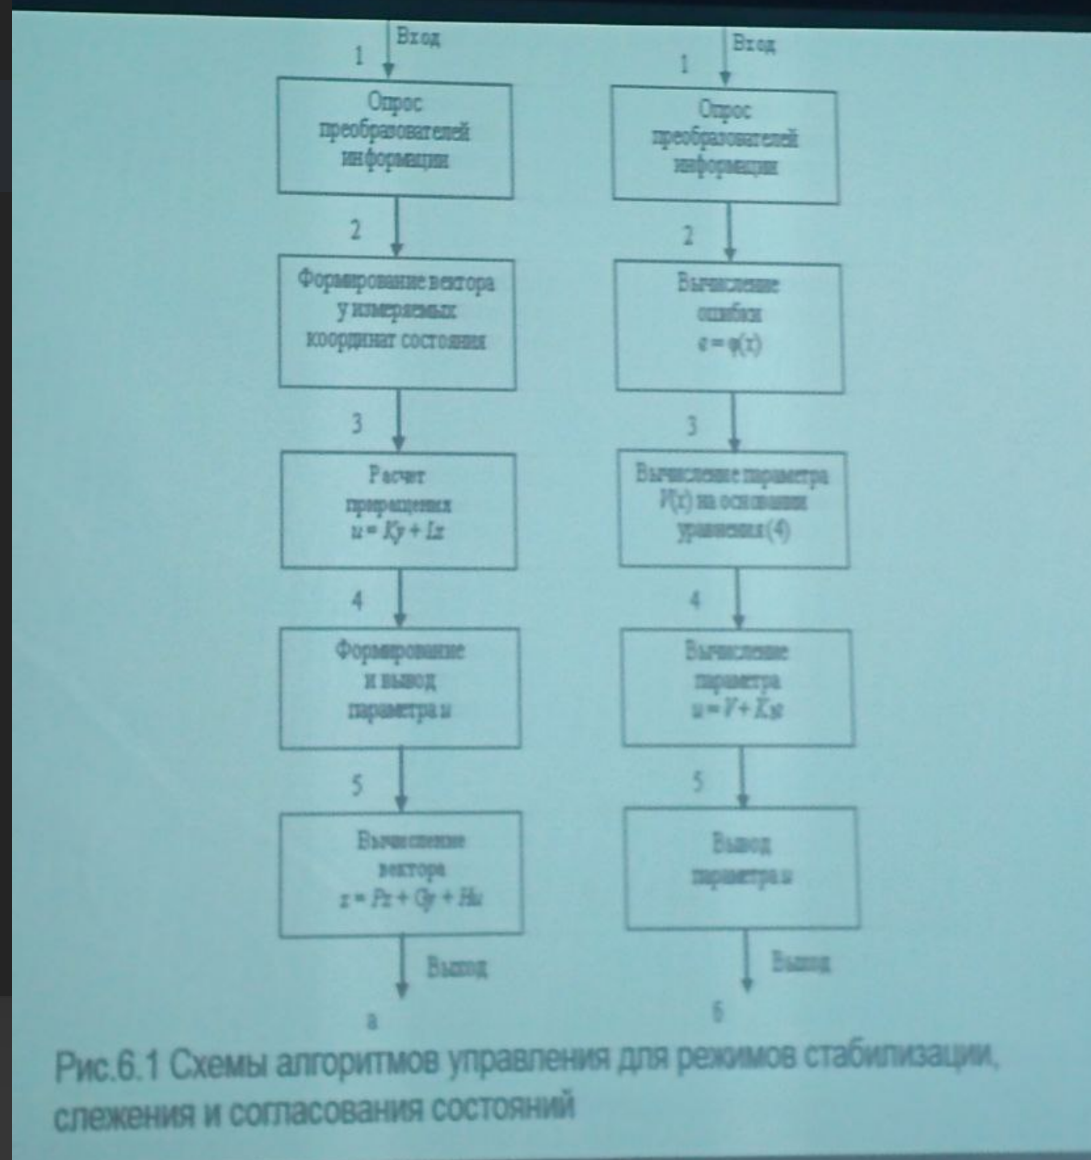 Вход
1
Опрос
преобразователей
информации
2
Формирование вектора
y измеряемых
координат состояния
3
Расчет
приращения
u = Ky + Lz
4
Формирование
и вывод
параметра u
5
Вычисление
вектора
z = Pz + Gy + Hu
Выход
а
Вход
1
Опрос
преобразователей
информации
2
Вычисление
ошибки
e = φ(x)
3
Вычисление параметра
V(x) на основании
уравнения (4)
4
Вычисление
параметра
u = V +
5
Вывод
параметра u
Выход
б
Рис.6.1 Схемы алгоритмов управления для режимов стабилизации,
слежения и согласования состояний